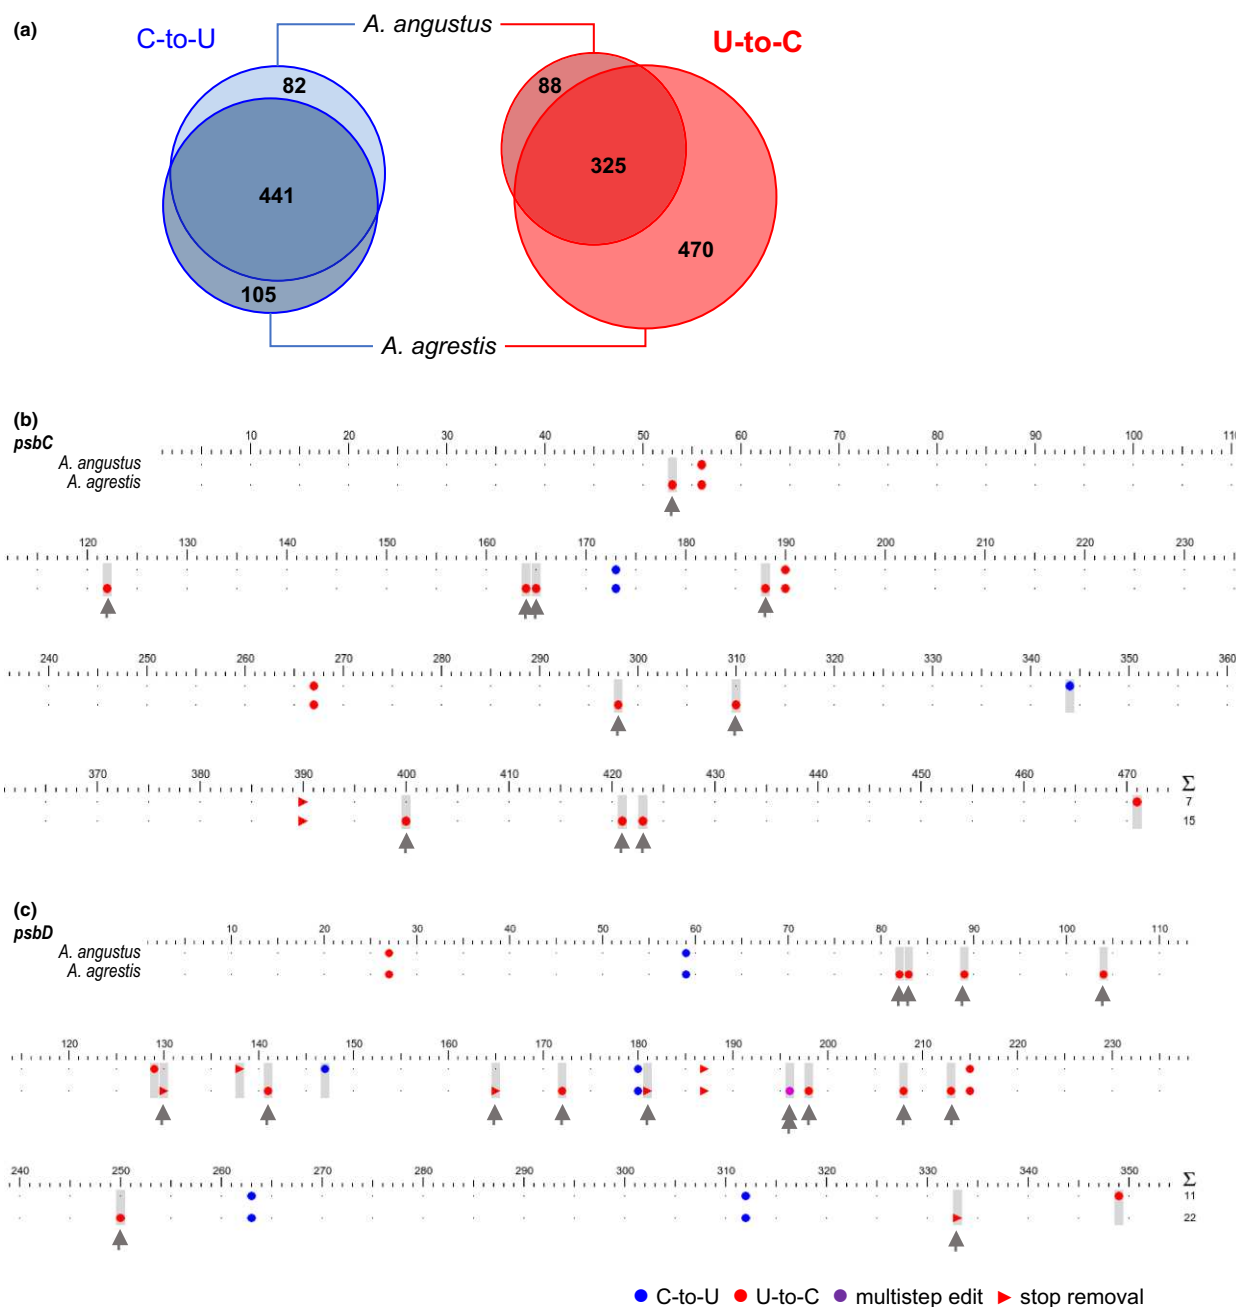 (a)
C-to-U
A. angustus
U-to-C
82
88
441
325
470
105
A. agrestis
(b)
psbC
10 20 30 40 50 60 70 80 90 100 110
A. angustus
A. agrestis
120 130 140 150 160 170 180 190 200 210 220 230
240 250 260 270 280 290 300 310 320 330 340 350 360
370 380 390 400 410 420 430 440 450 460 470 Σ
7
15
(c)
psbD
10 20 30 40 50 60 70 80 90 100 110
A. angustus
A. agrestis
120 130 140 150 160 170 180 190 200 210 220 230
240 250 260 270 280 290 300 310 320 330 340 350 Σ
11
22
C-to-U U-to-C multistep edit stop removal